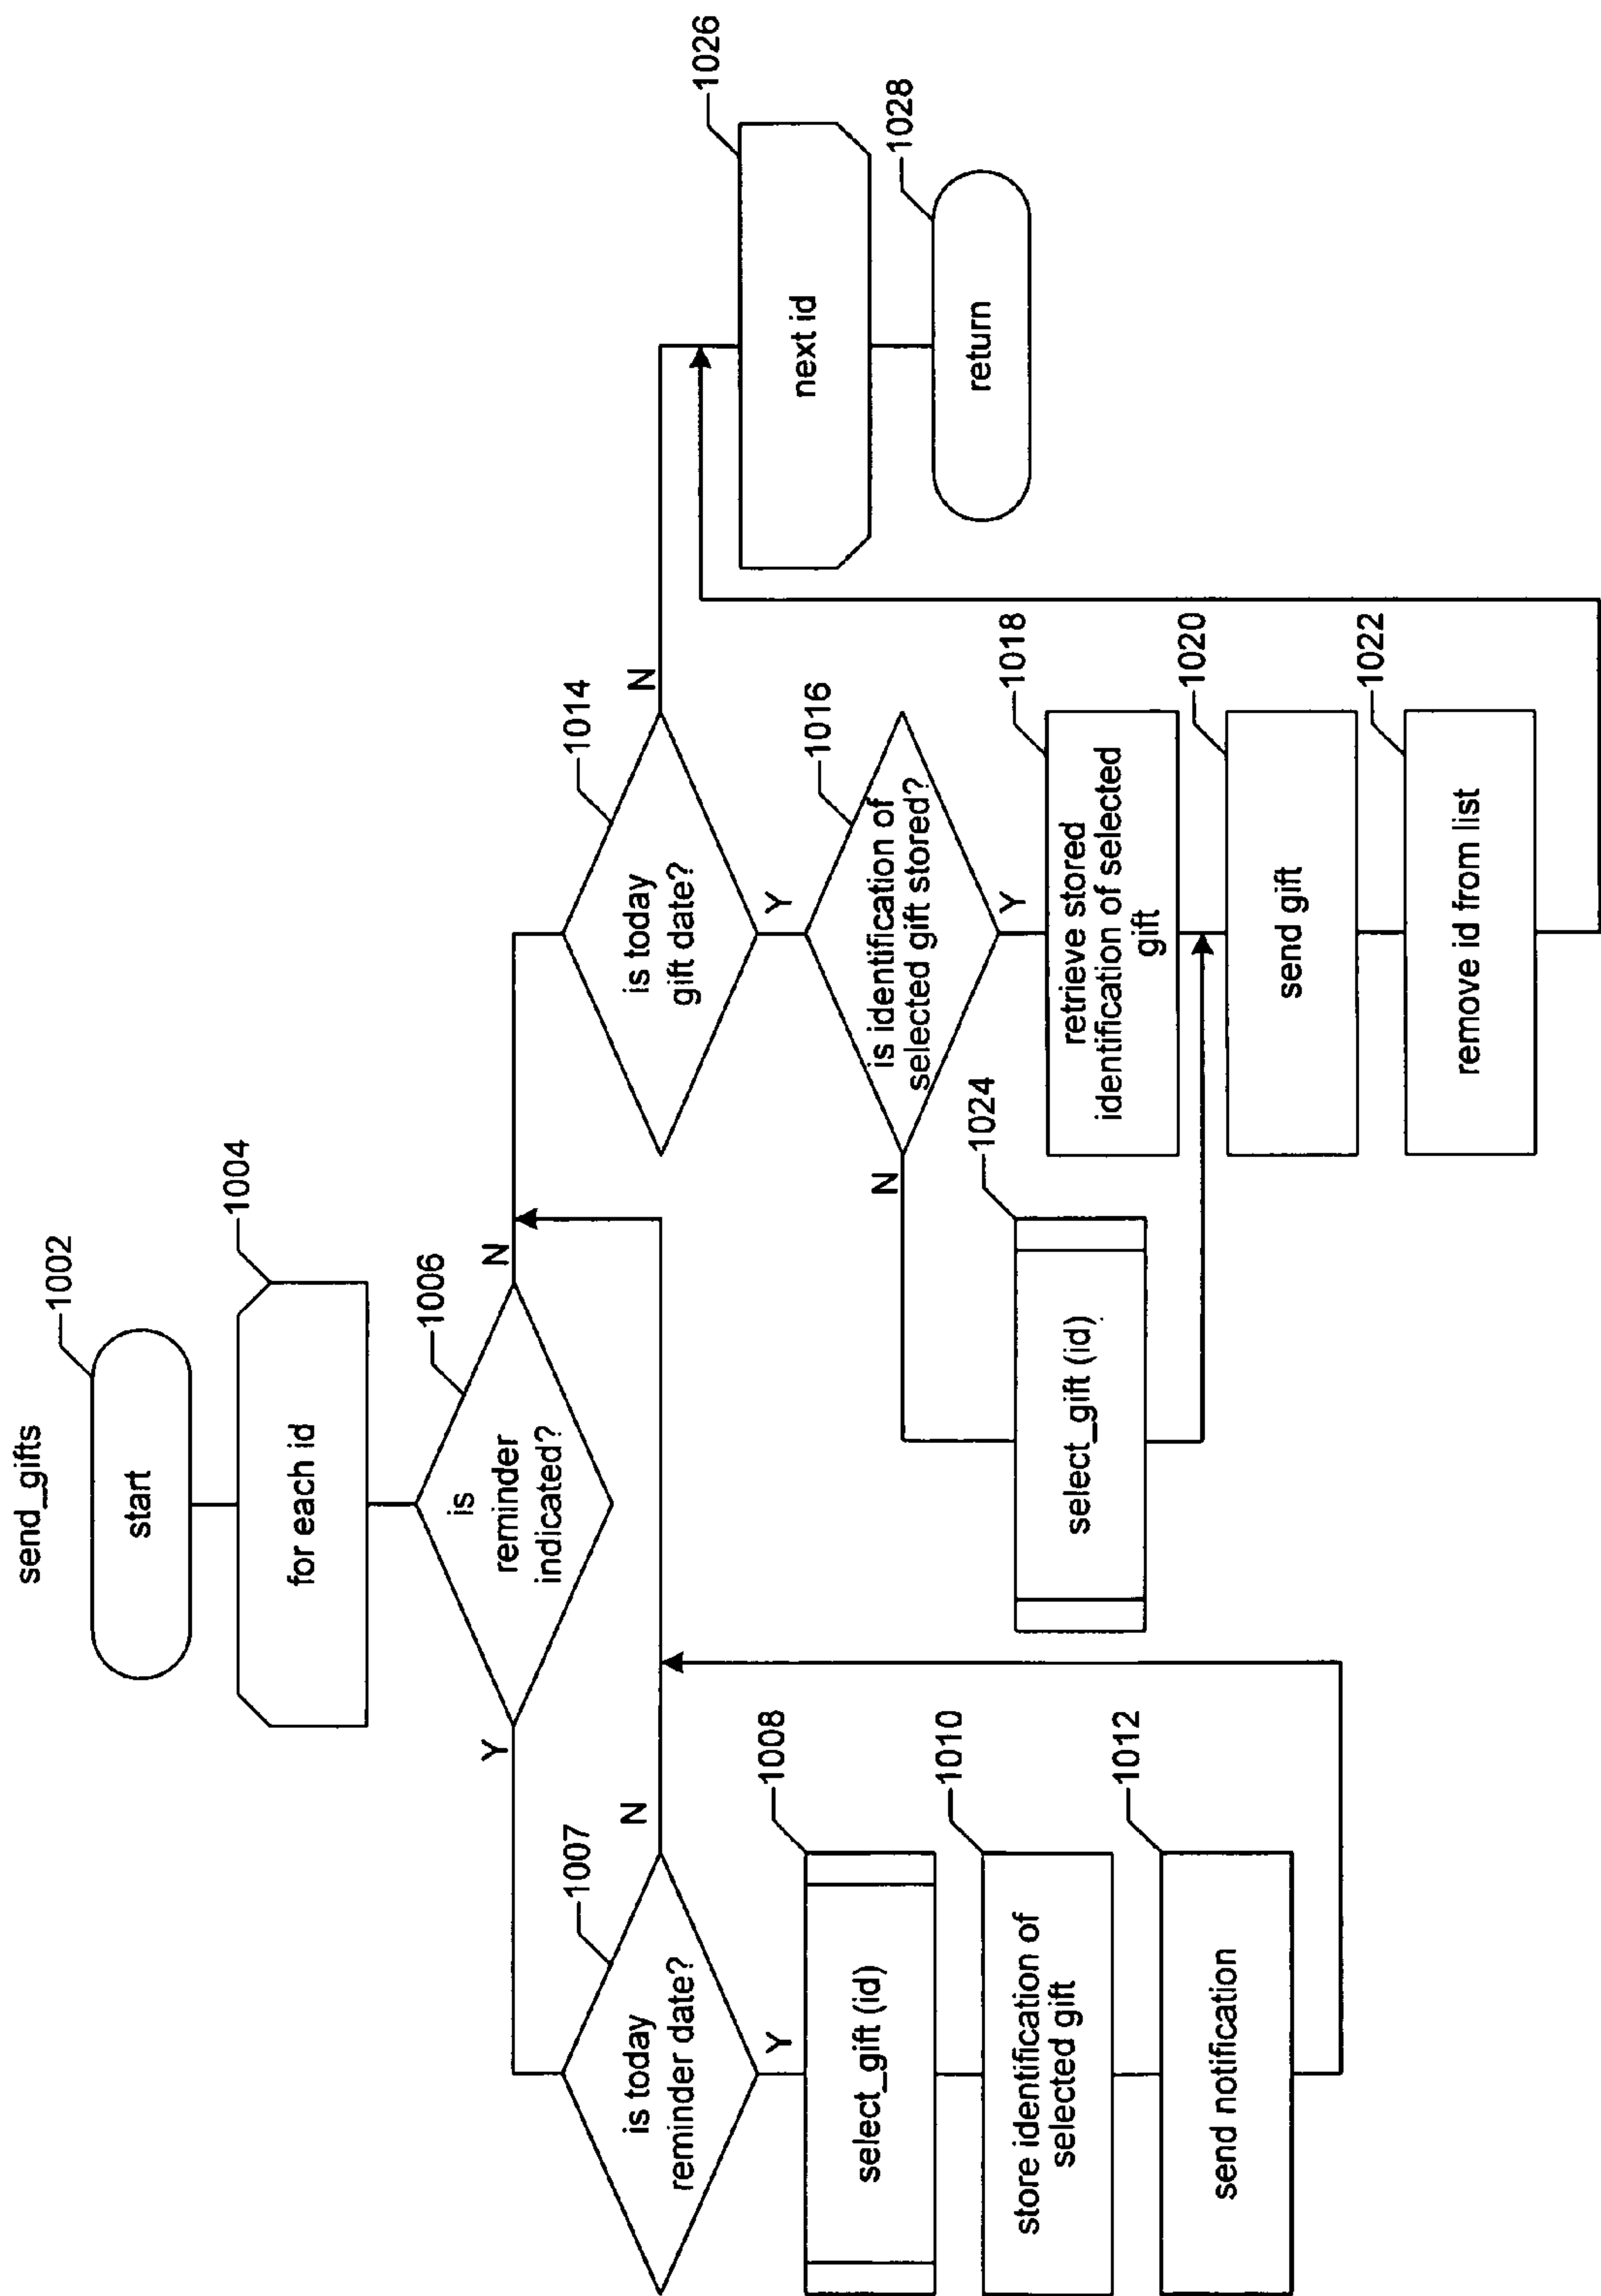 send_gifts
1002
start
1004
for each id
1006
is
reminder
indicated?
Y
N
1007
is today
reminder date?
N
Y
1008
select_gift (id)
1010
store identification of
selected gift
1012
send notification
1014
is today
gift date?
N
Y
1016
is identification of
selected gift stored?
N
Y
1024
select_gift (id)
1018
retrieve stored
identification of selected
gift
1020
send gift
1022
remove id from list
1026
next id
1028
return